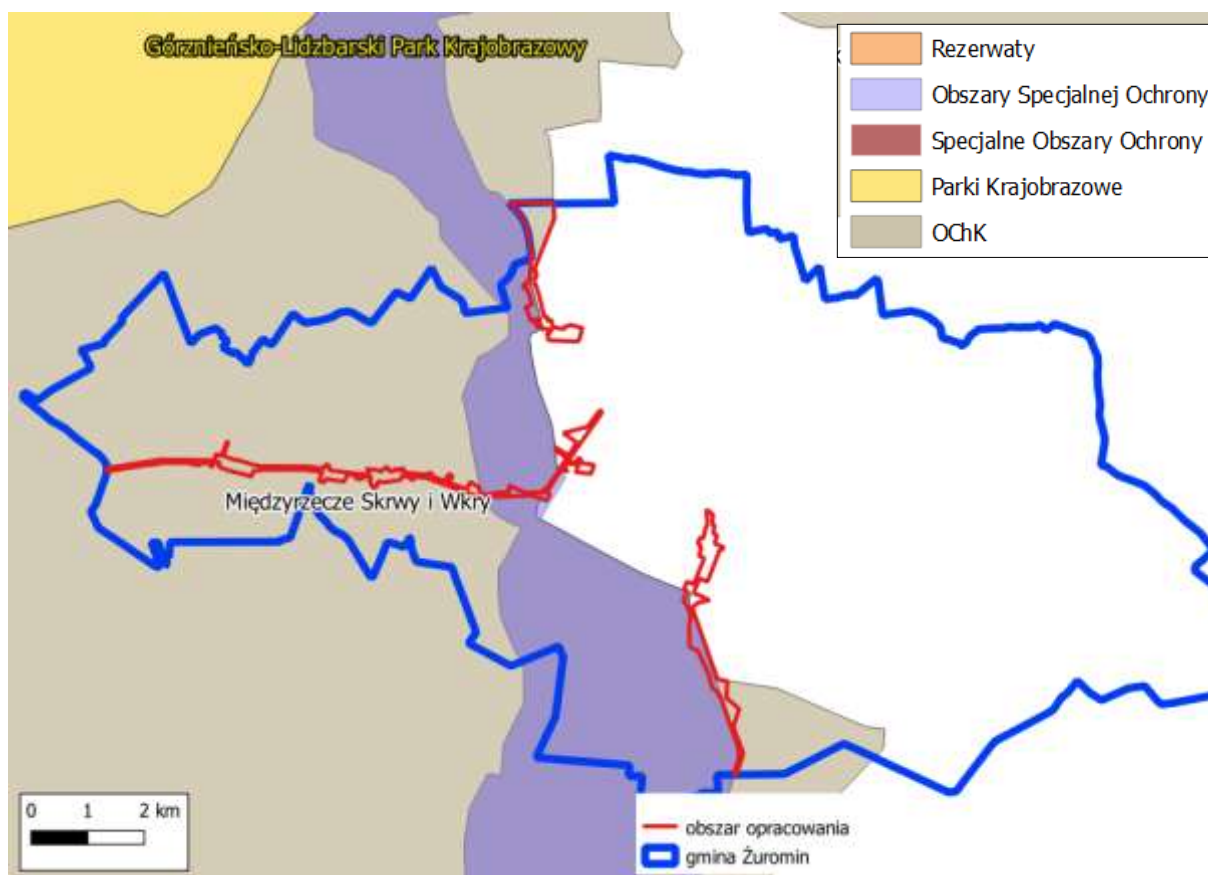 Górznieńsko-Lidzbarski Park Krajobrazowy
Rezerwaty
Obszary Specjalnej Ochrony
Specjalne Obszary Ochrony
Parki Krajobrazowe
OChK
Międzyrzecze Skrwy i Wkry
0 1 2 km
obszar opracowania
gmina Żuromin